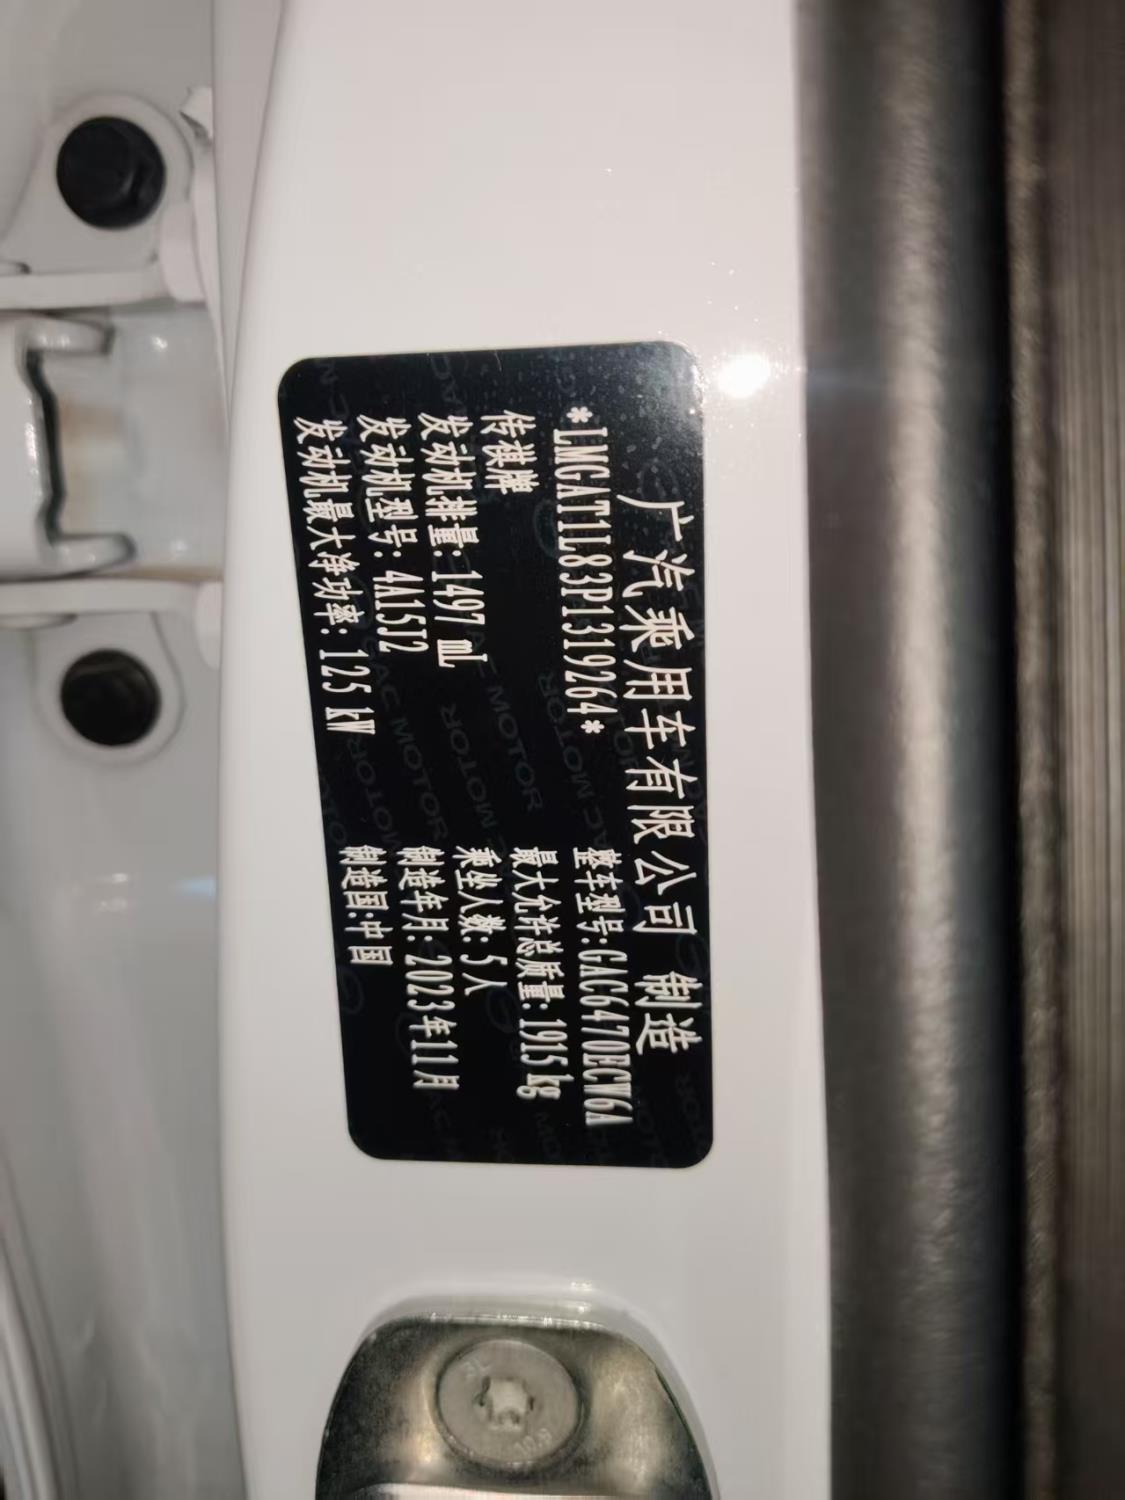 广汽乘用车有限公司 制造
*LMGAT1L83P1319264*
传祺牌
发动机排量: 1497 mL
发动机型号: 4A15J2
发动机最大净功率: 125 kW
整车型号:GAC6470ECW6A
最大允许总质量:1915kg
乘坐人数: 5人
制造年月:2023年11月
制造国:中国